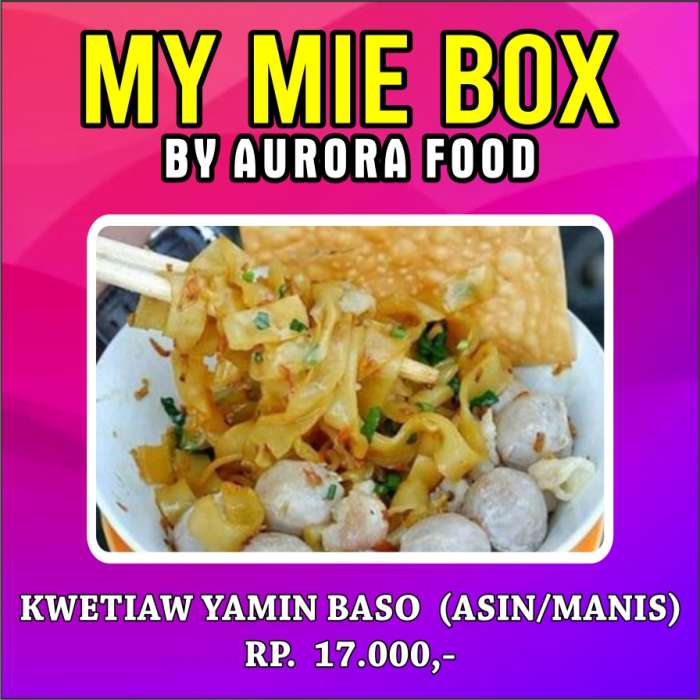 MY MIE BOX
BY AURORA FOOD
KWETIAW YAMIN BASO (ASIN/MANIS)
RP. 17.000,-